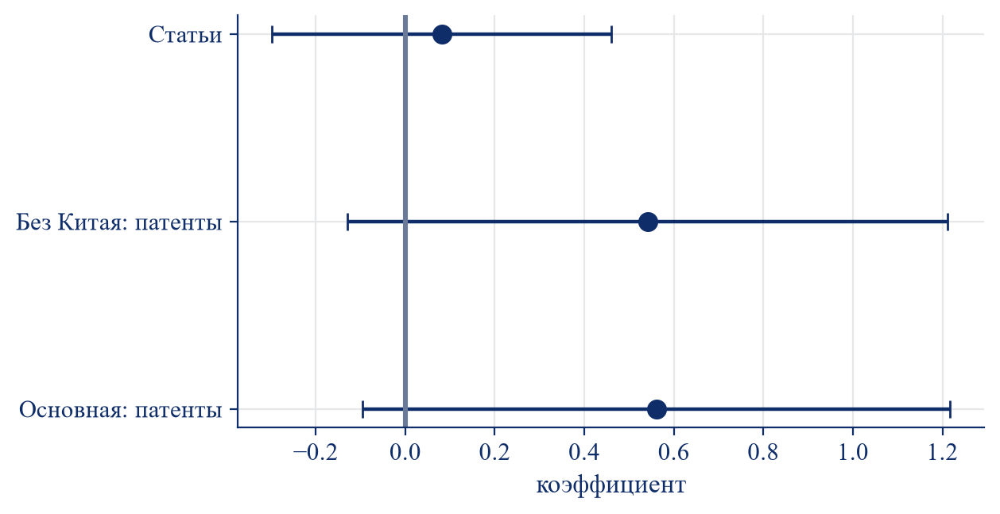 Статьи
Без Китая: патенты
Основная: патенты
−0.2 0.0 0.2 0.4 0.6 0.8 1.0 1.2
коэффициент